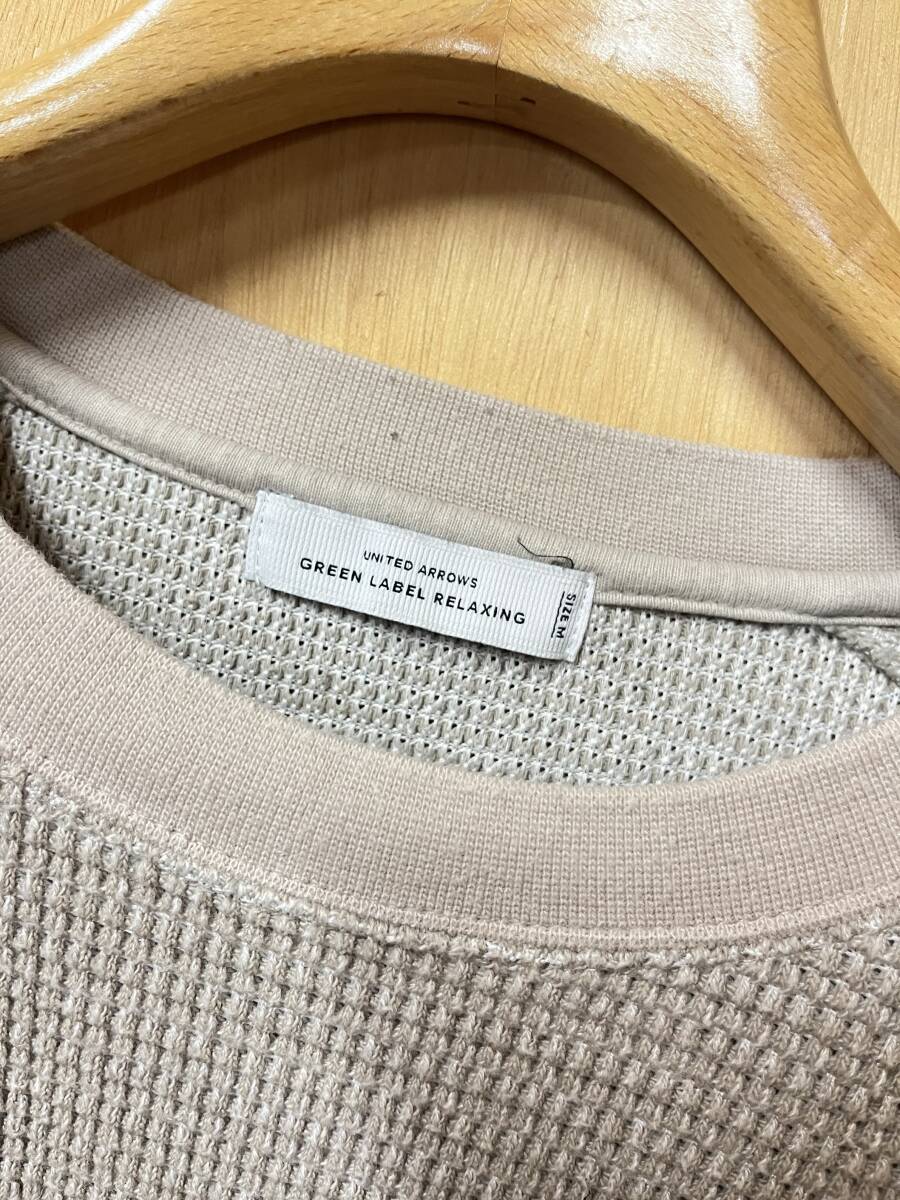 UNITED ARROWS
GREEN LABEL RELAXING
SIZE M